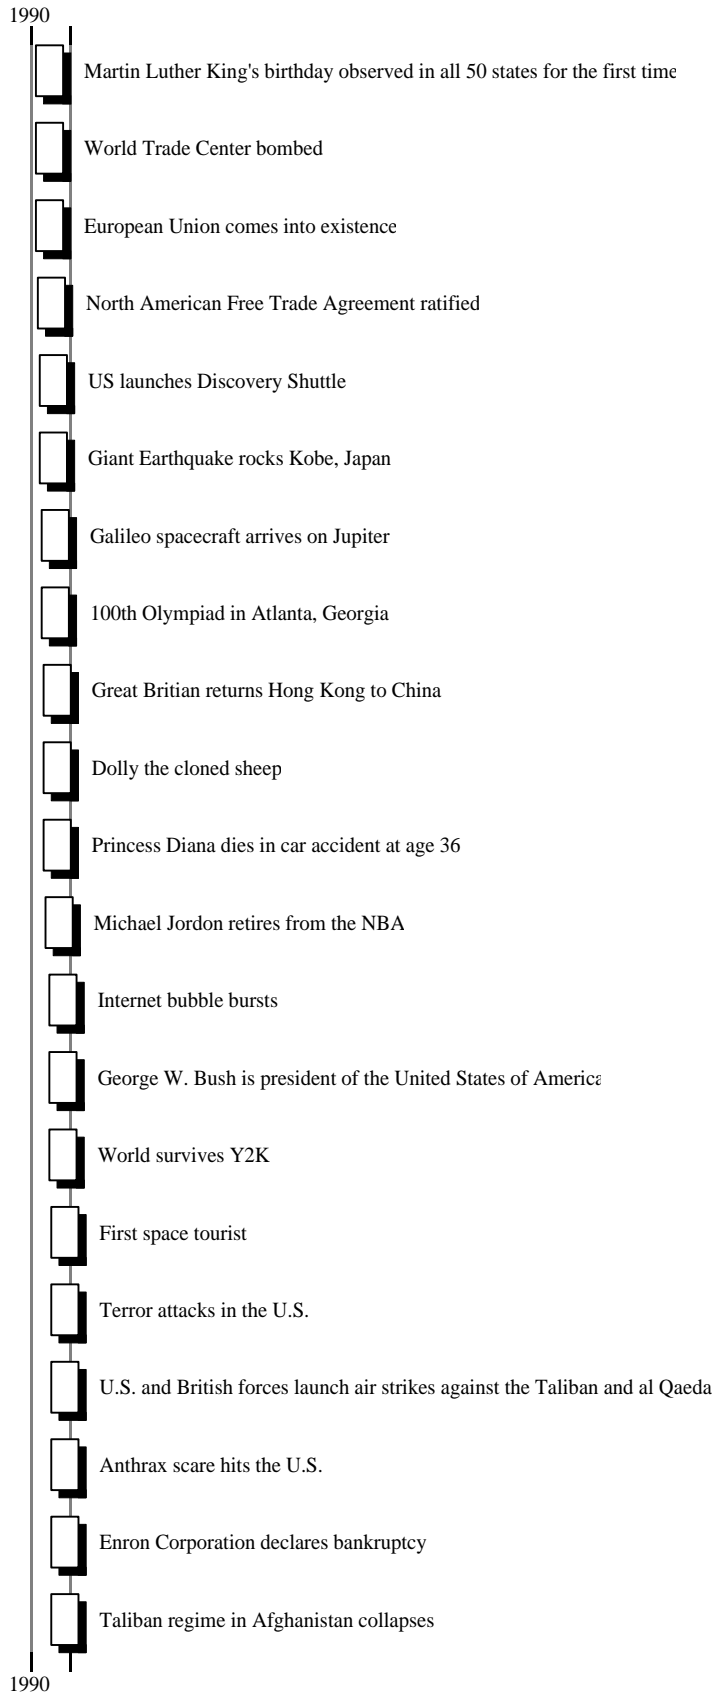 1990
Martin Luther King's birthday observed in all 50 states for the first time
World Trade Center bombed
European Union comes into existence
North American Free Trade Agreement ratified
US launches Discovery Shuttle
Giant Earthquake rocks Kobe, Japan
Galileo spacecraft arrives on Jupiter
100th Olympiad in Atlanta, Georgia
Great Britian returns Hong Kong to China
Dolly the cloned sheep
Princess Diana dies in car accident at age 36
Michael Jordon retires from the NBA
Internet bubble bursts
George W. Bush is president of the United States of America
World survives Y2K
First space tourist
Terror attacks in the U.S.
U.S. and British forces launch air strikes against the Taliban and al Qaeda
Anthrax scare hits the U.S.
Enron Corporation declares bankruptcy
Taliban regime in Afghanistan collapses
1990